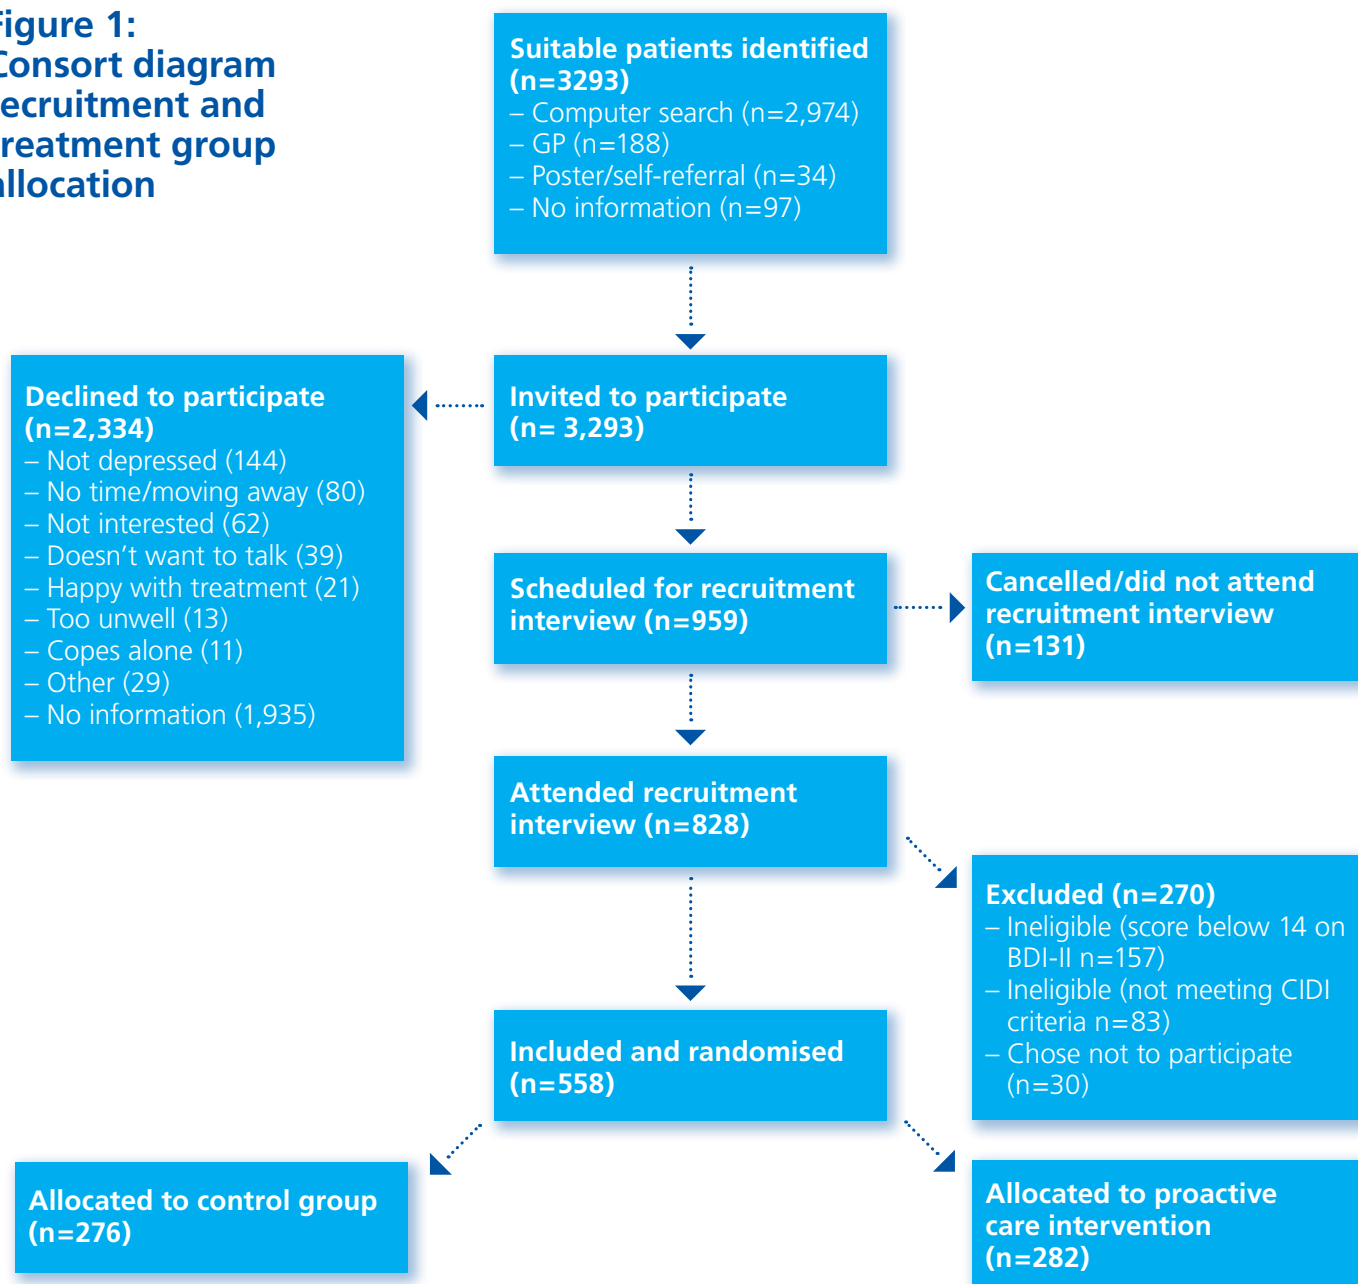 Figure 1:
Consort diagram
recruitment and
treatment group
allocation
Suitable patients identified
(n=3293)
– Computer search (n=2,974)
– GP (n=188)
– Poster/self-referral (n=34)
– No information (n=97)
Declined to participate
(n=2,334)
– Not depressed (144)
– No time/moving away (80)
– Not interested (62)
– Doesn't want to talk (39)
– Happy with treatment (21)
– Too unwell (13)
– Copes alone (11)
– Other (29)
– No information (1,935)
Invited to participate
(n= 3,293)
Scheduled for recruitment
interview (n=959)
Cancelled/did not attend
recruitment interview
(n=131)
Attended recruitment
interview (n=828)
Excluded (n=270)
– Ineligible (score below 14 on
BDI-II n=157)
– Ineligible (not meeting CIDI
criteria n=83)
– Chose not to participate
(n=30)
Included and randomised
(n=558)
Allocated to control group
(n=276)
Allocated to proactive
care intervention
(n=282)